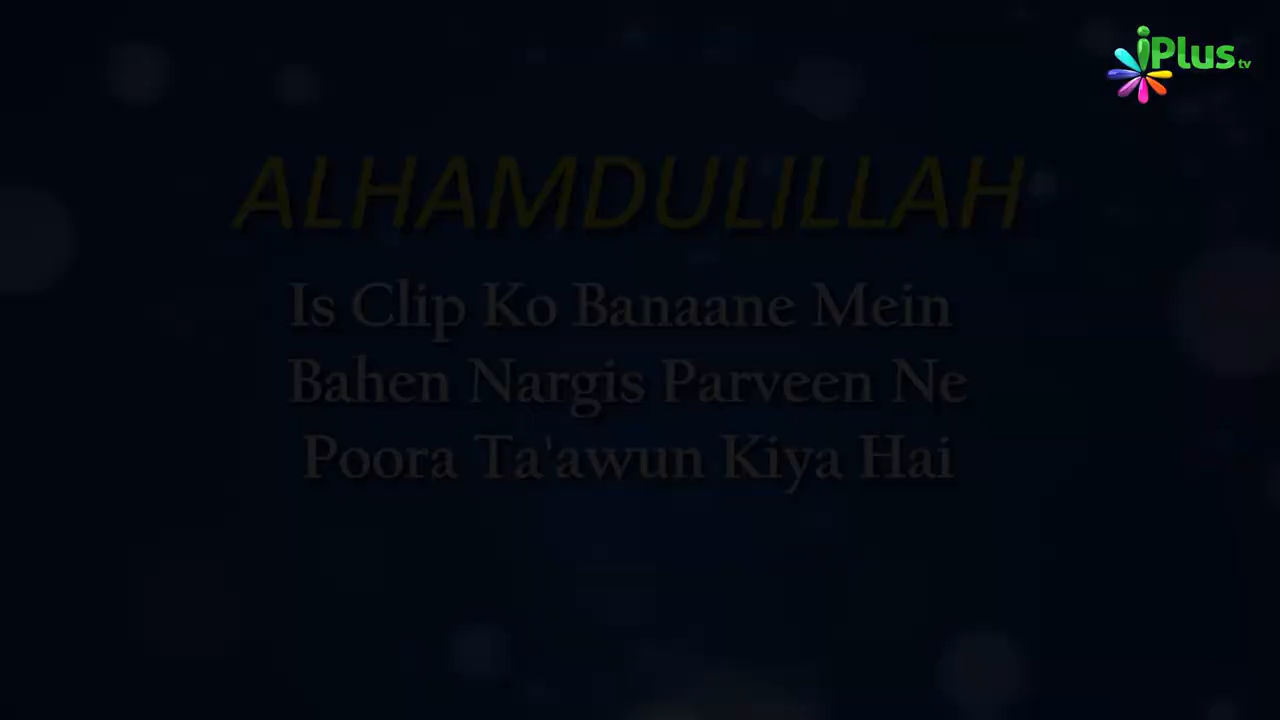 iPlus tv
ALHAMDULILLAH
Is Clip Ko Banaane Mein
Bahen Nargis Parveen Ne
Poora Ta'awun Kiya Hai